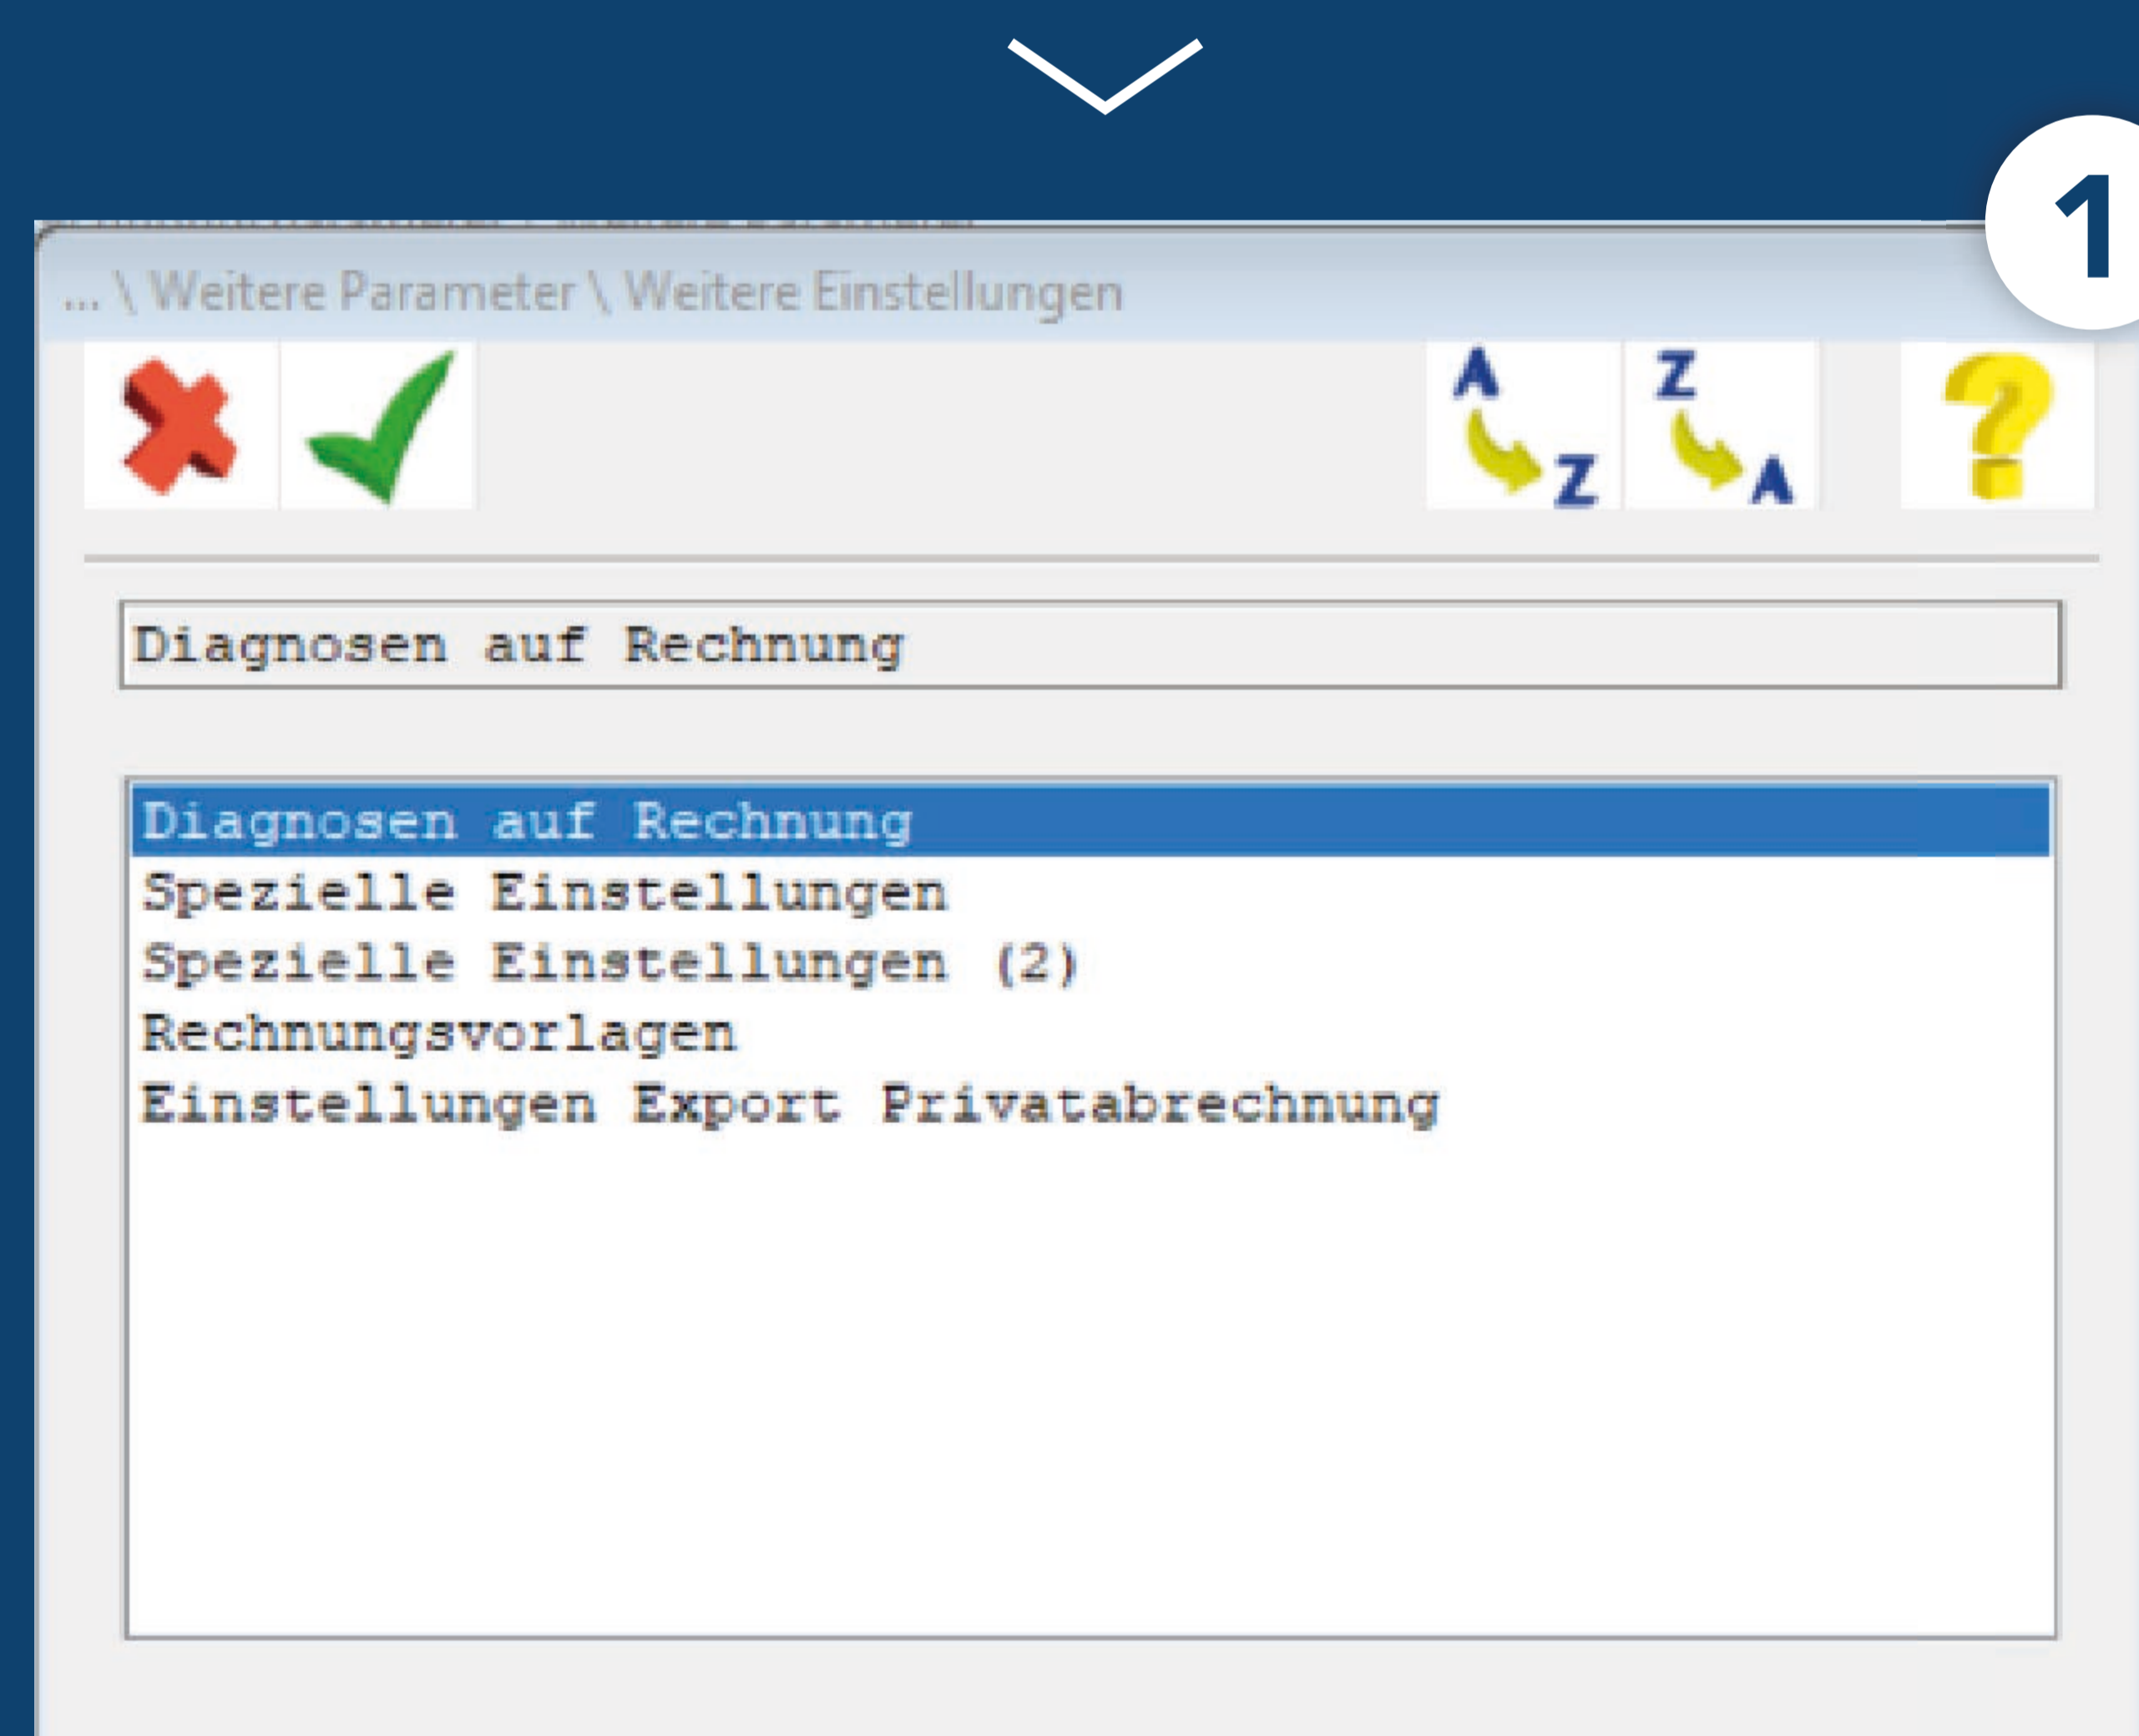 1
... \ Weitere Parameter \ Weitere Einstellungen
A Z Z A ?
Diagnosen auf Rechnung
Diagnosen auf Rechnung
Spezielle Einstellungen
Spezielle Einstellungen (2)
Rechnungsvorlagen
Einstellungen Export Privatabrechnung